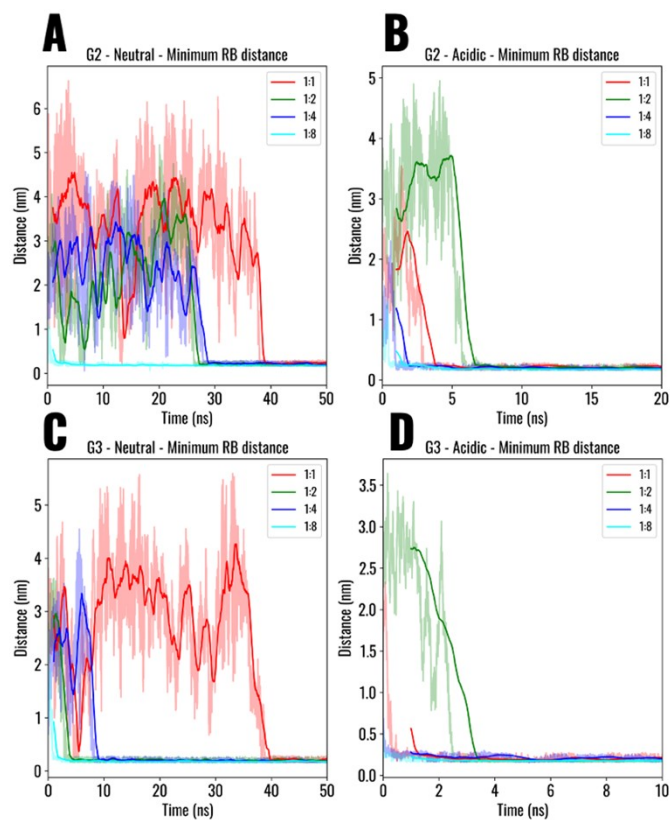 A
G2 - Neutral - Minimum RB distance
Distance (nm)
6
5
4
3
2
1
0
1:1
1:2
1:4
1:8
0 10 20 30 40 50
Time (ns)
B
G2 - Acidic - Minimum RB distance
Distance (nm)
5
4
3
2
1
0
1:1
1:2
1:4
1:8
0 5 10 15 20
Time (ns)
C
G3 - Neutral - Minimum RB distance
Distance (nm)
5
4
3
2
1
0
1:1
1:2
1:4
1:8
0 10 20 30 40 50
Time (ns)
D
G3 - Acidic - Minimum RB distance
Distance (nm)
3.5
3.0
2.5
2.0
1.5
1.0
0.5
0.0
1:1
1:2
1:4
1:8
0 2 4 6 8 10
Time (ns)